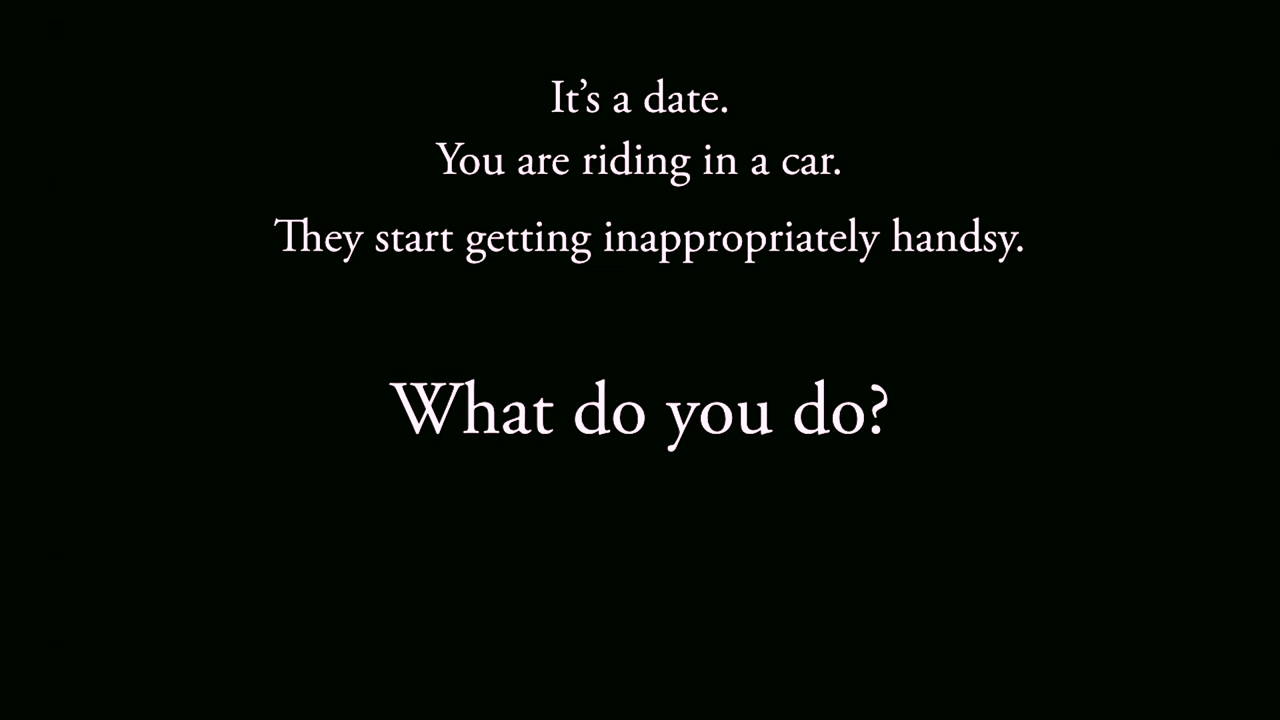 It’s a date.
You are riding in a car.
They start getting inappropriately handsy.
What do you do?